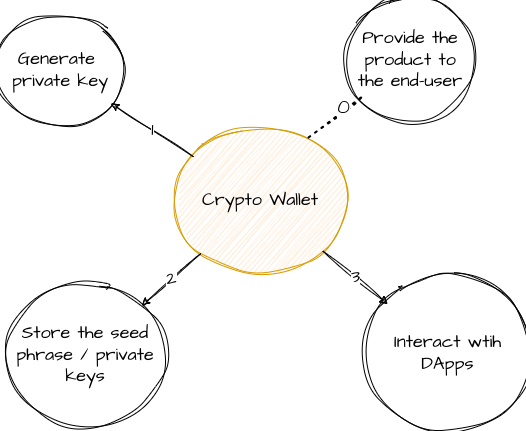 Generate
private key
Provide the
product to
the end-user
0
1
Crypto Wallet
2
3
Store the seed
phrase / private
keys
Interact wtih
DApps